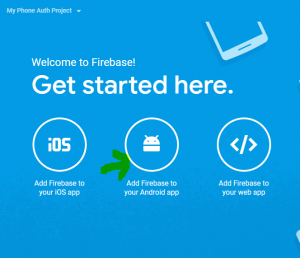 My Phone Auth Project
Welcome to Firebase!
Get started here.
iOS
</>
Add Firebase to
your iOS app
Add Firebase to
your Android app
Add Firebase to
your web app